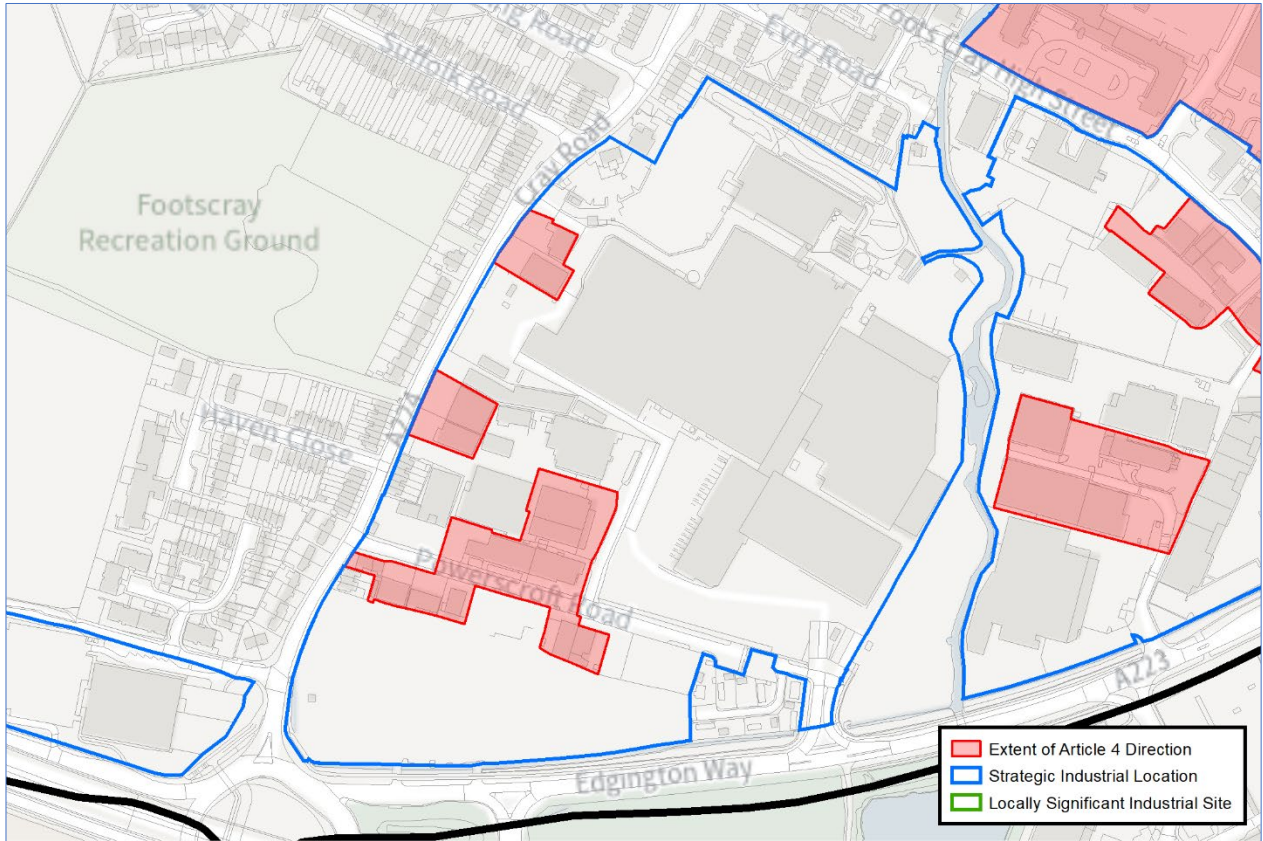 Suffolk Road
Road
Evry Road
Foots Cray High Street
Cray Road
Footscray
Recreation Ground
A224
Haven Close
Powerscroft Road
A223
Edgington Way
Extent of Article 4 Direction
Strategic Industrial Location
Locally Significant Industrial Site